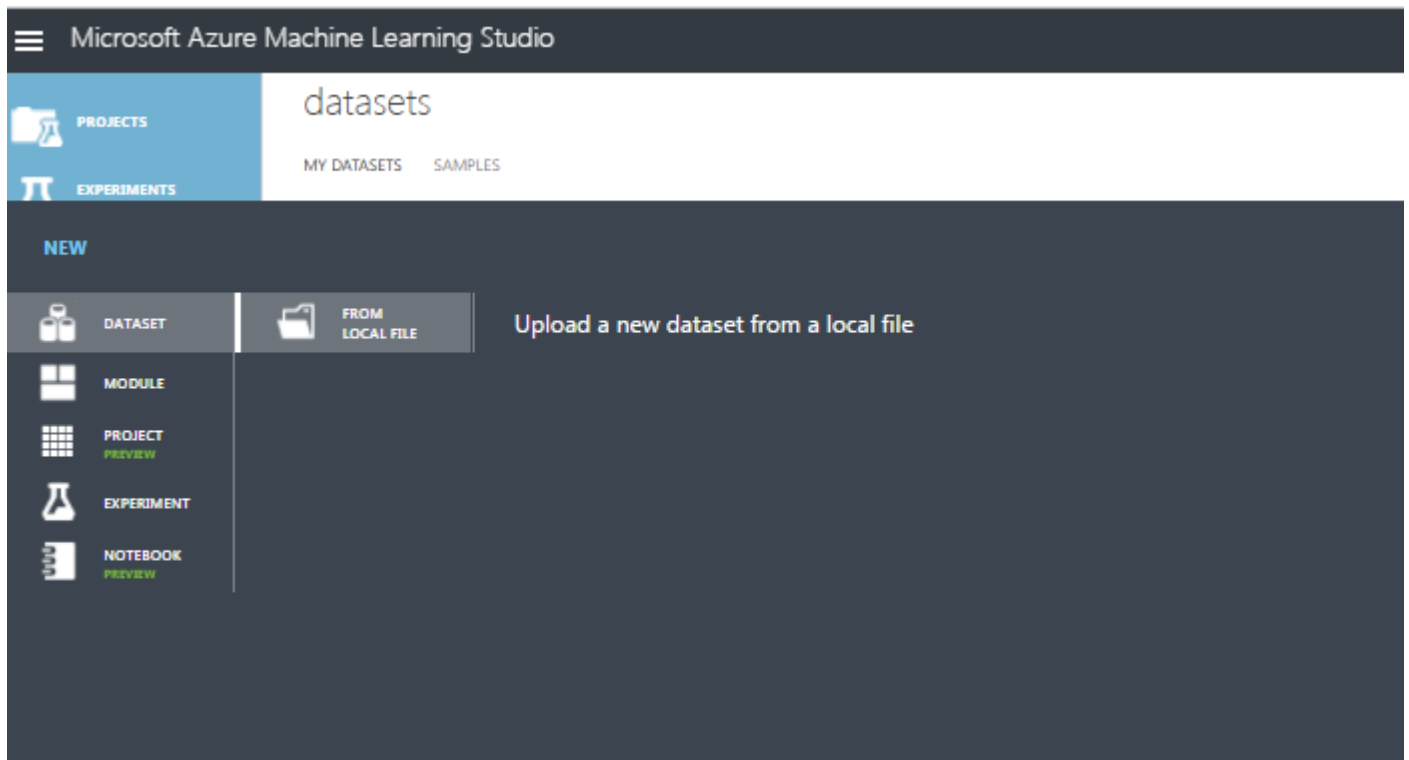 Microsoft Azure Machine Learning Studio
PROJECTS
EXPERIMENTS
datasets
MY DATASETS SAMPLES
NEW
DATASET
MODULE
PROJECT
PREVIEW
EXPERIMENT
NOTEBOOK
PREVIEW
FROM
LOCAL FILE
Upload a new dataset from a local file